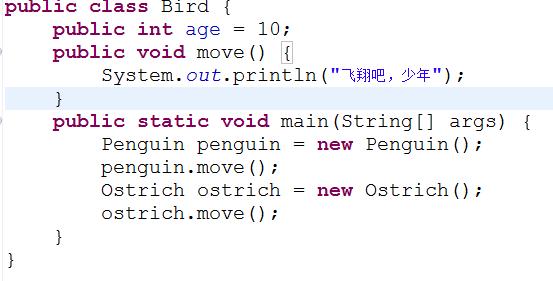 public class Bird {
    public int age = 10;
    public void move() {
        System.out.println("飞翔吧，少年");
    }
    public static void main(String[] args) {
        Penguin penguin = new Penguin();
        penguin.move();
        Ostrich ostrich = new Ostrich();
        ostrich.move();
    }
}